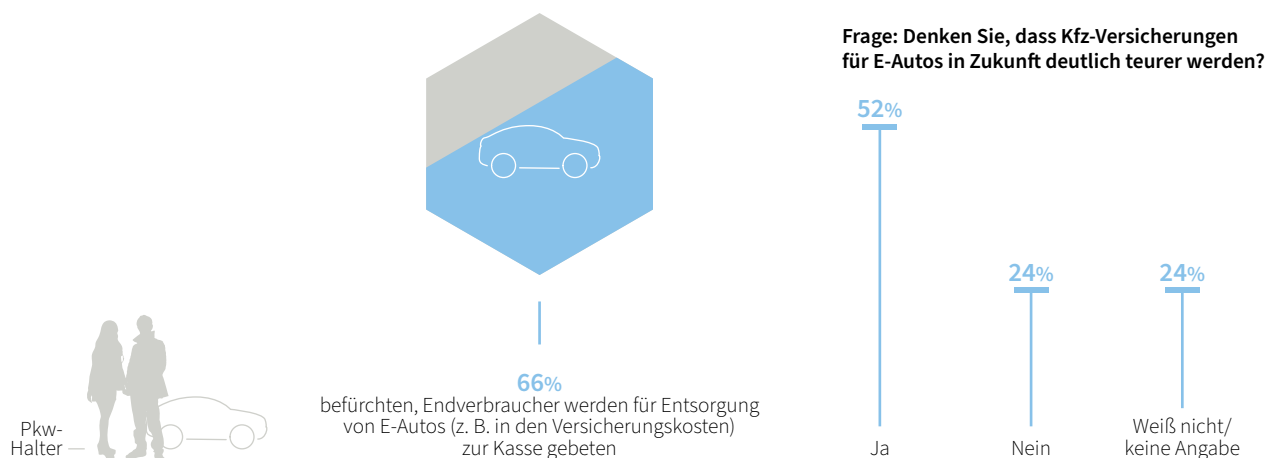 Pkw-
Halter
66%
befürchten, Endverbraucher werden für Entsorgung
von E-Autos (z. B. in den Versicherungskosten)
zur Kasse gebeten
Frage: Denken Sie, dass Kfz-Versicherungen
für E-Autos in Zukunft deutlich teurer werden?
52%
Ja
24%
Nein
24%
Weiß nicht/
keine Angabe